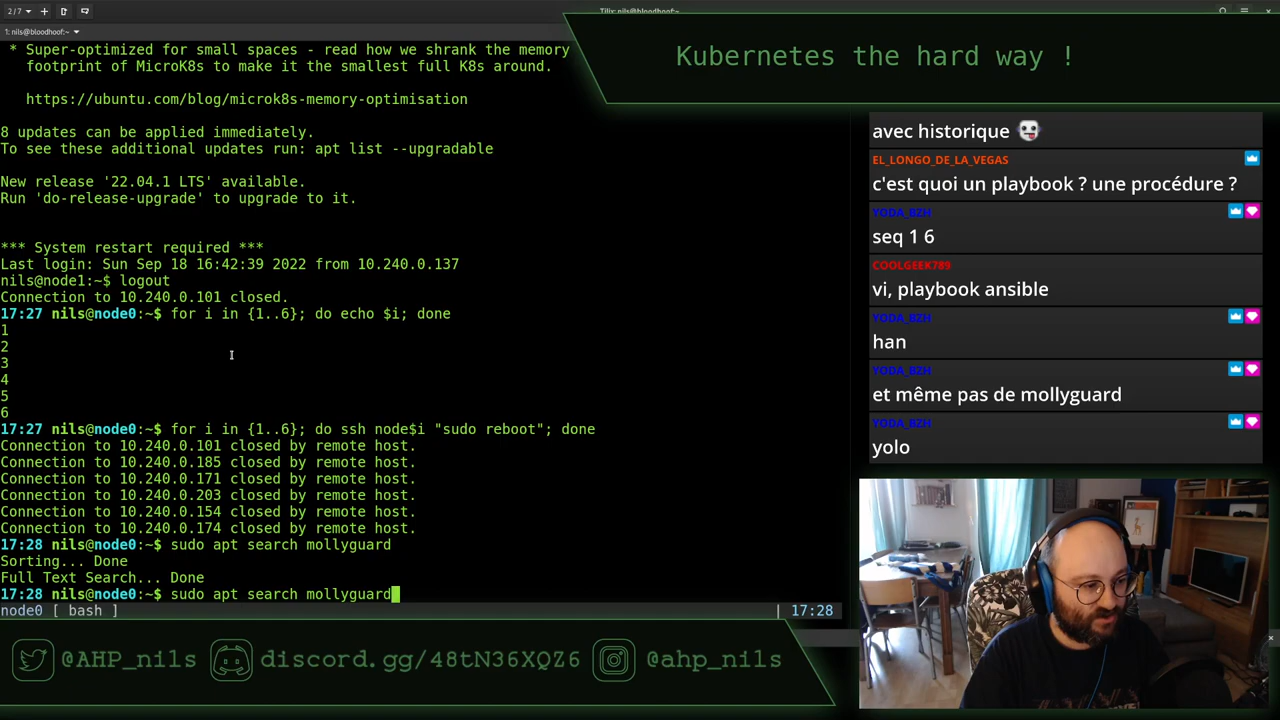 2/7
Tilix: nils@bloodhoof:~
1: nils@bloodhoof:~
* Super-optimized for small spaces - read how we shrank the memory
footprint of MicroK8s to make it the smallest full K8s around.
https://ubuntu.com/blog/microk8s-memory-optimisation
8 updates can be applied immediately.
To see these additional updates run: apt list --upgradable
New release '22.04.1 LTS' available.
Run 'do-release-upgrade' to upgrade to it.
*** System restart required ***
Last login: Sun Sep 18 16:42:39 2022 from 10.240.0.137
nils@node1:~$ logout
Connection to 10.240.0.101 closed.
17:27 nils@node0:~$ for i in {1..6}; do echo $i; done
1
2
3
4
5
6
17:27 nils@node0:~$ for i in {1..6}; do ssh node$i "sudo reboot"; done
Connection to 10.240.0.101 closed by remote host.
Connection to 10.240.0.185 closed by remote host.
Connection to 10.240.0.171 closed by remote host.
Connection to 10.240.0.203 closed by remote host.
Connection to 10.240.0.154 closed by remote host.
Connection to 10.240.0.174 closed by remote host.
17:28 nils@node0:~$ sudo apt search mollyguard
Sorting... Done
Full Text Search... Done
17:28 nils@node0:~$ sudo apt search mollyguard
node0 [ bash ] | 17:28
Kubernetes the hard way !
avec historique
EL_LONGO_DE_LA_VEGAS
c'est quoi un playbook ? une procédure ?
YODA_BZH
seq 1 6
COOLGEEK789
vi, playbook ansible
YODA_BZH
han
YODA_BZH
et même pas de mollyguard
YODA_BZH
yolo
@AHP_nils
discord.gg/48tN36XQZ6
@ahp_nils